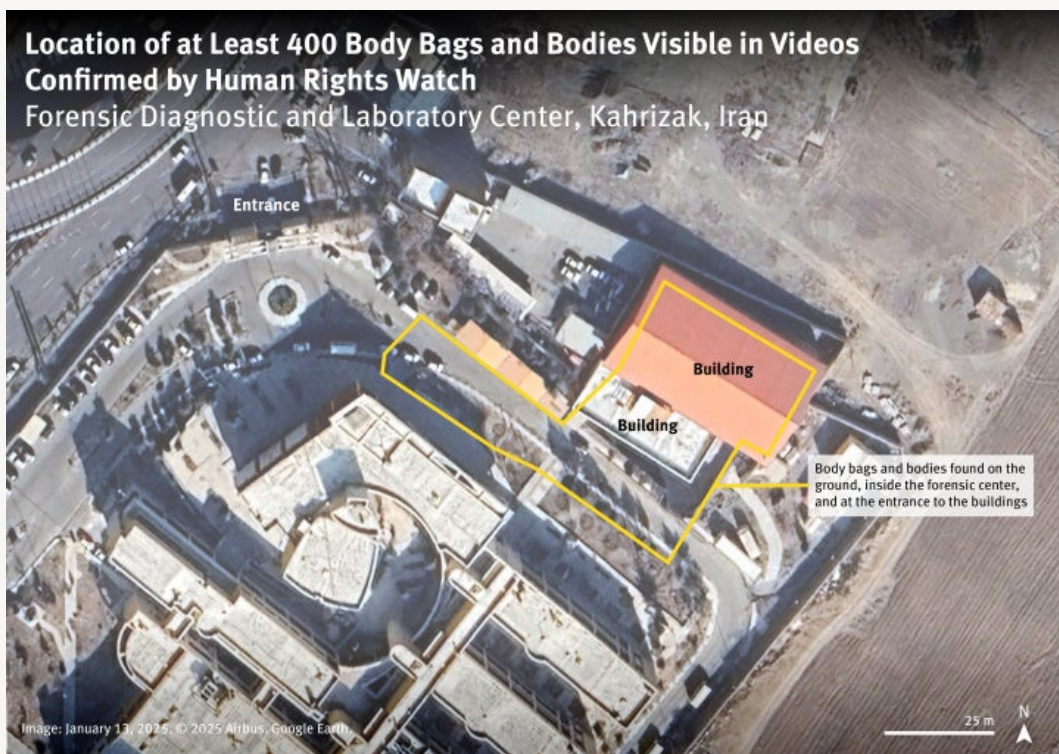 Location of at Least 400 Body Bags and Bodies Visible in Videos
Confirmed by Human Rights Watch
Forensic Diagnostic and Laboratory Center, Kahrizak, Iran
Entrance
Building
Building
Body bags and bodies found on the
ground, inside the forensic center,
and at the entrance to the buildings
Image: January 13, 2025. © 2025 Airbus. Google Earth.
25 m
N